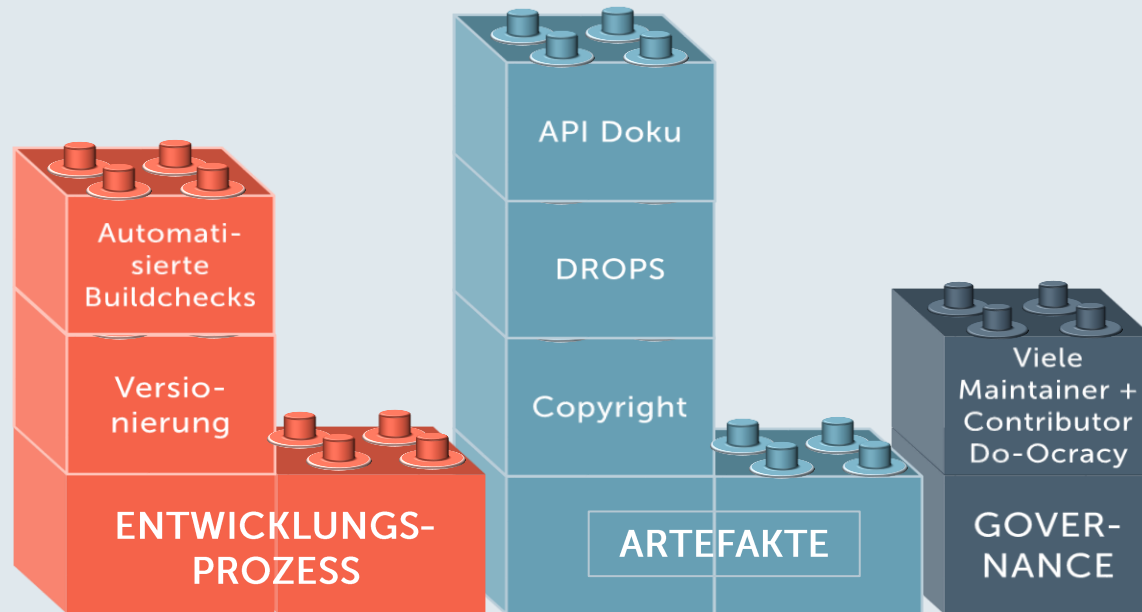 Automati-
sierte
Buildchecks
Versio-
nierung
ENTWICKLUNGS-
PROZESS
API Doku
DROPS
Copyright
ARTEFAKTE
Viele
Maintainer +
Contributor
Do-Ocracy
GOVER-
NANCE